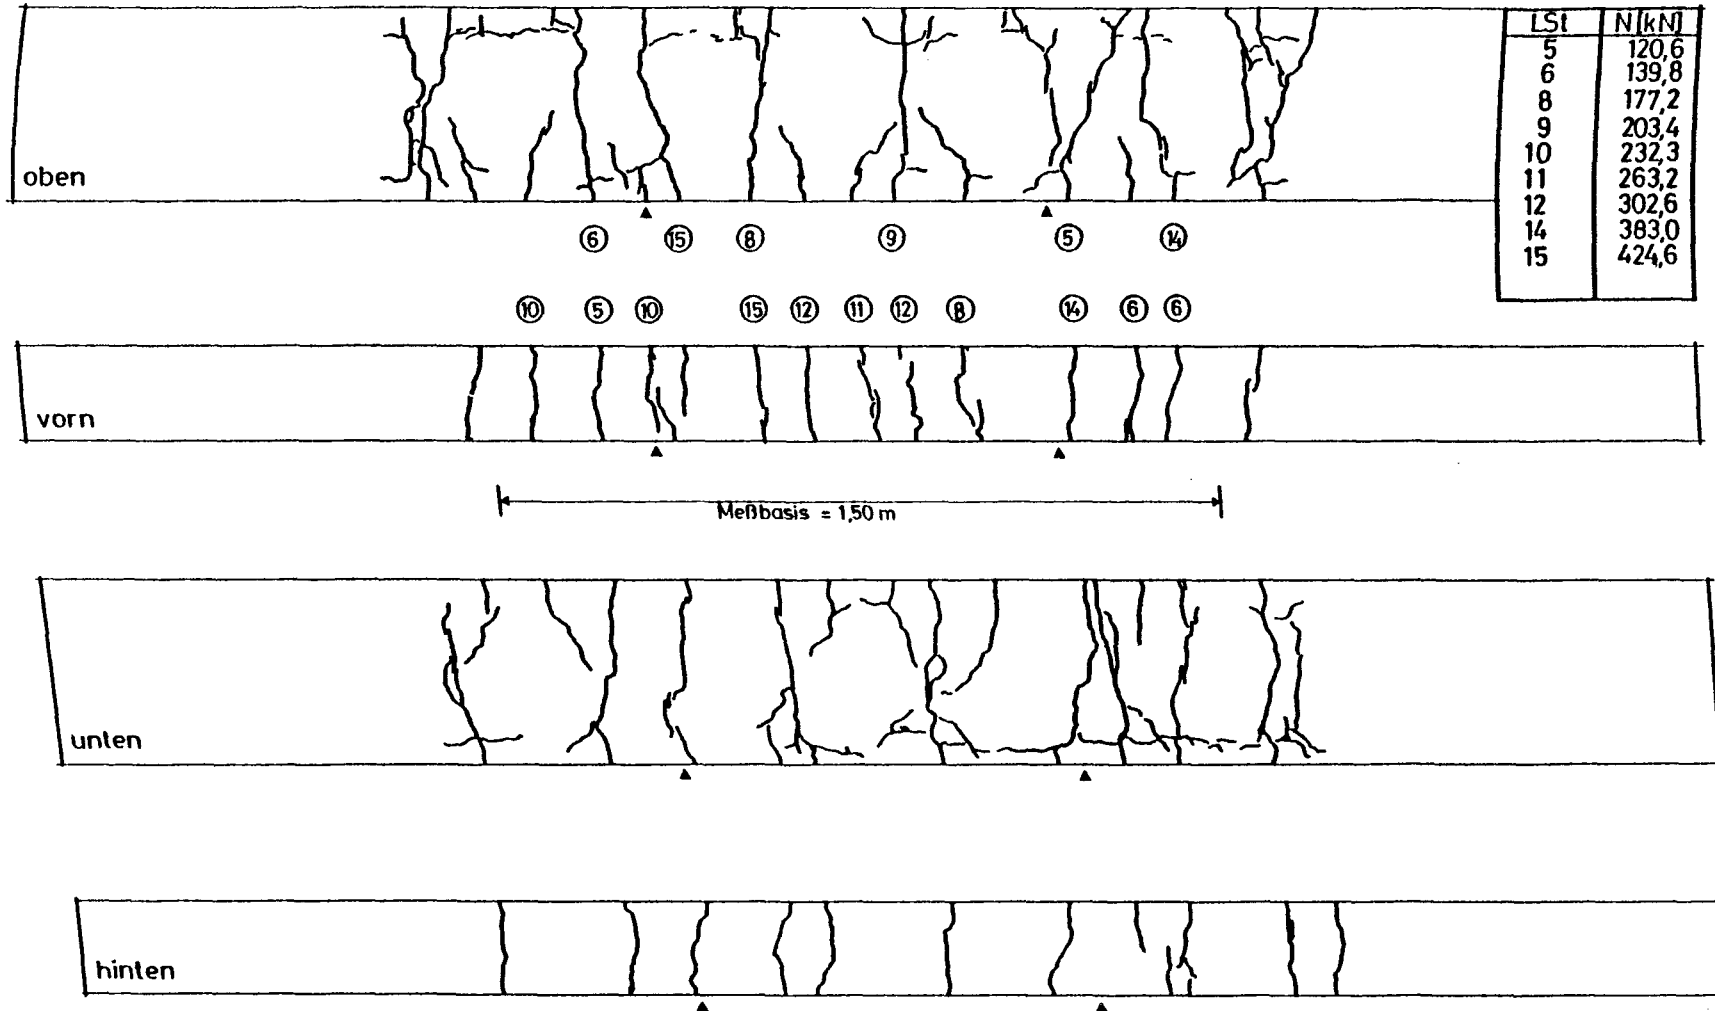 LSt N [kN]
5 120,6
6 139,8
8 177,2
9 203,4
10 232,3
11 263,2
12 302,6
14 383,0
15 424,6
oben
6 15 8 9 5 14
10 5 10 15 12 11 12 8 14 6 6
vorn
Meßbasis = 1,50 m
unten
hinten